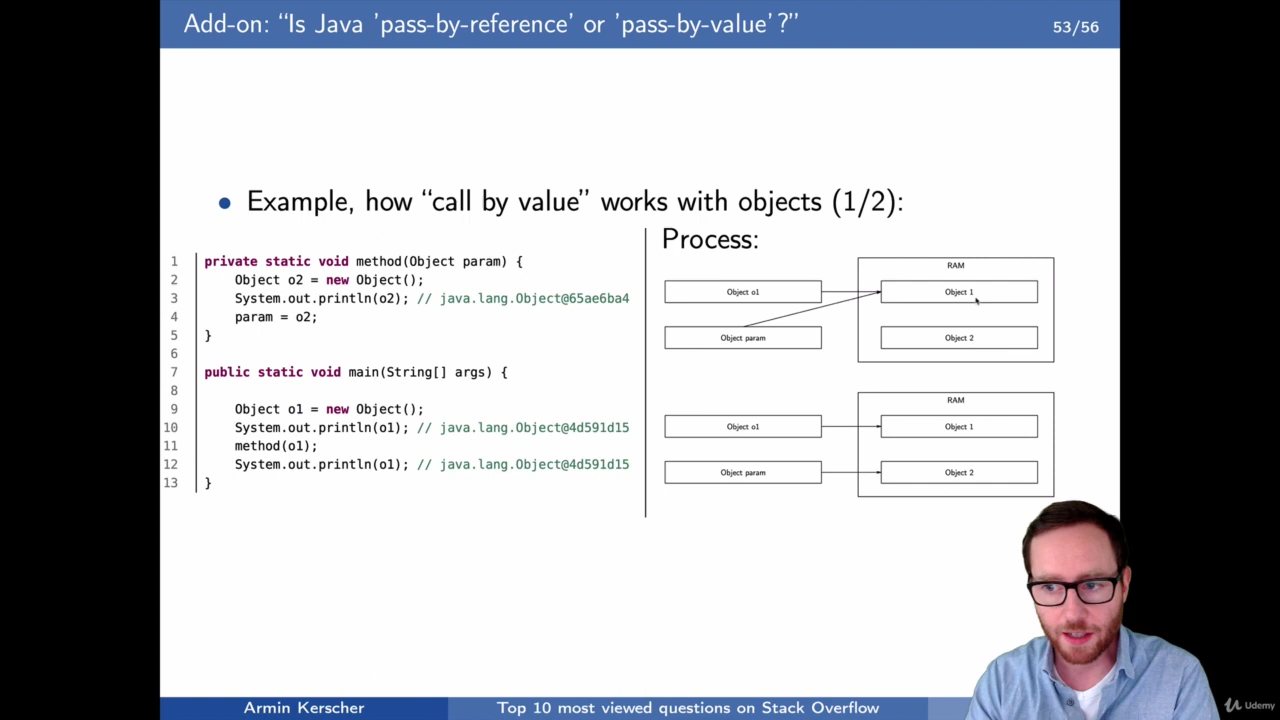 Add-on: “Is Java 'pass-by-reference' or 'pass-by-value'?”
53/56
• Example, how “call by value” works with objects (1/2):
1 private static void method(Object param) {
2 Object o2 = new Object();
3 System.out.println(o2); // java.lang.Object@65ae6ba4
4 param = o2;
5 }
6
7 public static void main(String[] args) {
8
9 Object o1 = new Object();
10 System.out.println(o1); // java.lang.Object@4d591d15
11 method(o1);
12 System.out.println(o1); // java.lang.Object@4d591d15
13 }
Process:
RAM
Object o1
Object 1
Object param
Object 2
RAM
Object o1
Object 1
Object param
Object 2
Armin Kerscher
Top 10 most viewed questions on Stack Overflow
Udemy